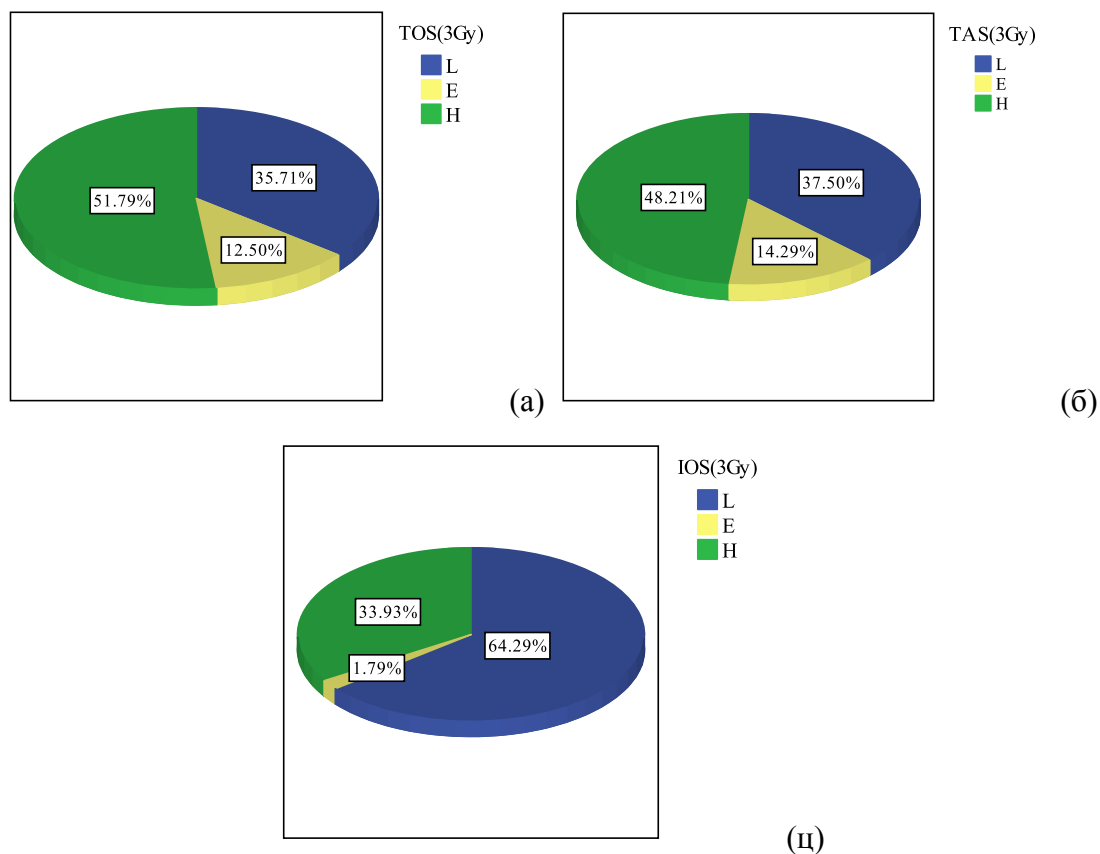 TOS(3Gy)
L
E
H
35.71%
51.79%
12.50%
(а)
TAS(3Gy)
L
E
H
37.50%
48.21%
14.29%
(б)
IOS(3Gy)
L
E
H
33.93%
64.29%
1.79%
(ц)